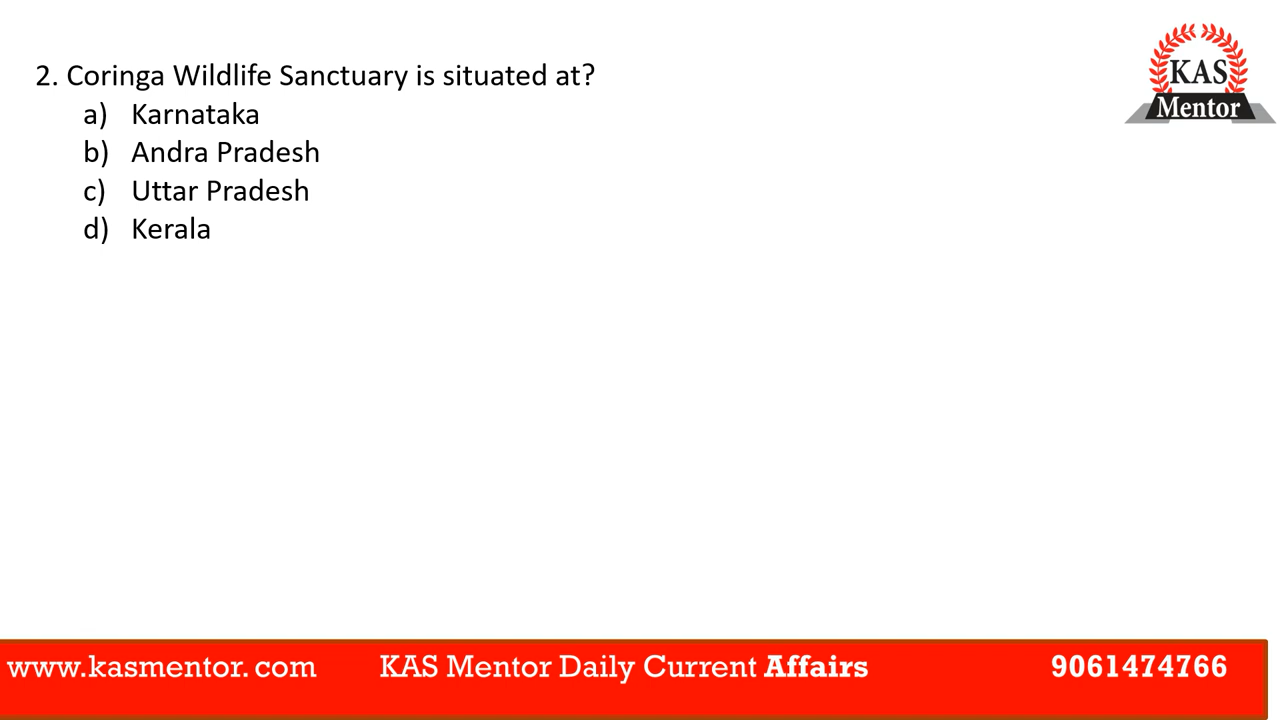 2. Coringa Wildlife Sanctuary is situated at?
a) Karnataka
b) Andra Pradesh
c) Uttar Pradesh
d) Kerala
KAS
Mentor
www.kasmentor. com KAS Mentor Daily Current Affairs 9061474766